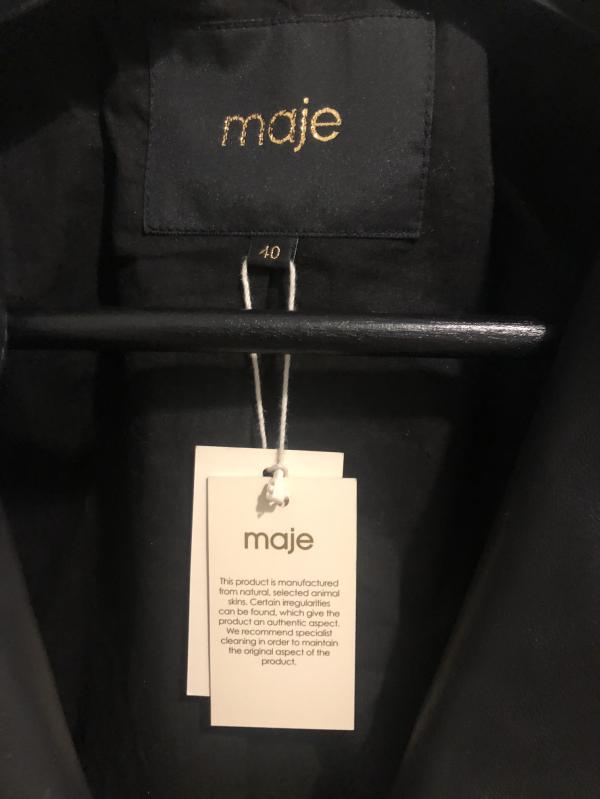 maje
40
maje
This product is manufactured
from natural, selected animal
skins. Certain irregularities
can be found, which give the
product an authentic aspect.
We recommend specialist
cleaning in order to maintain
the original aspect of the
product.